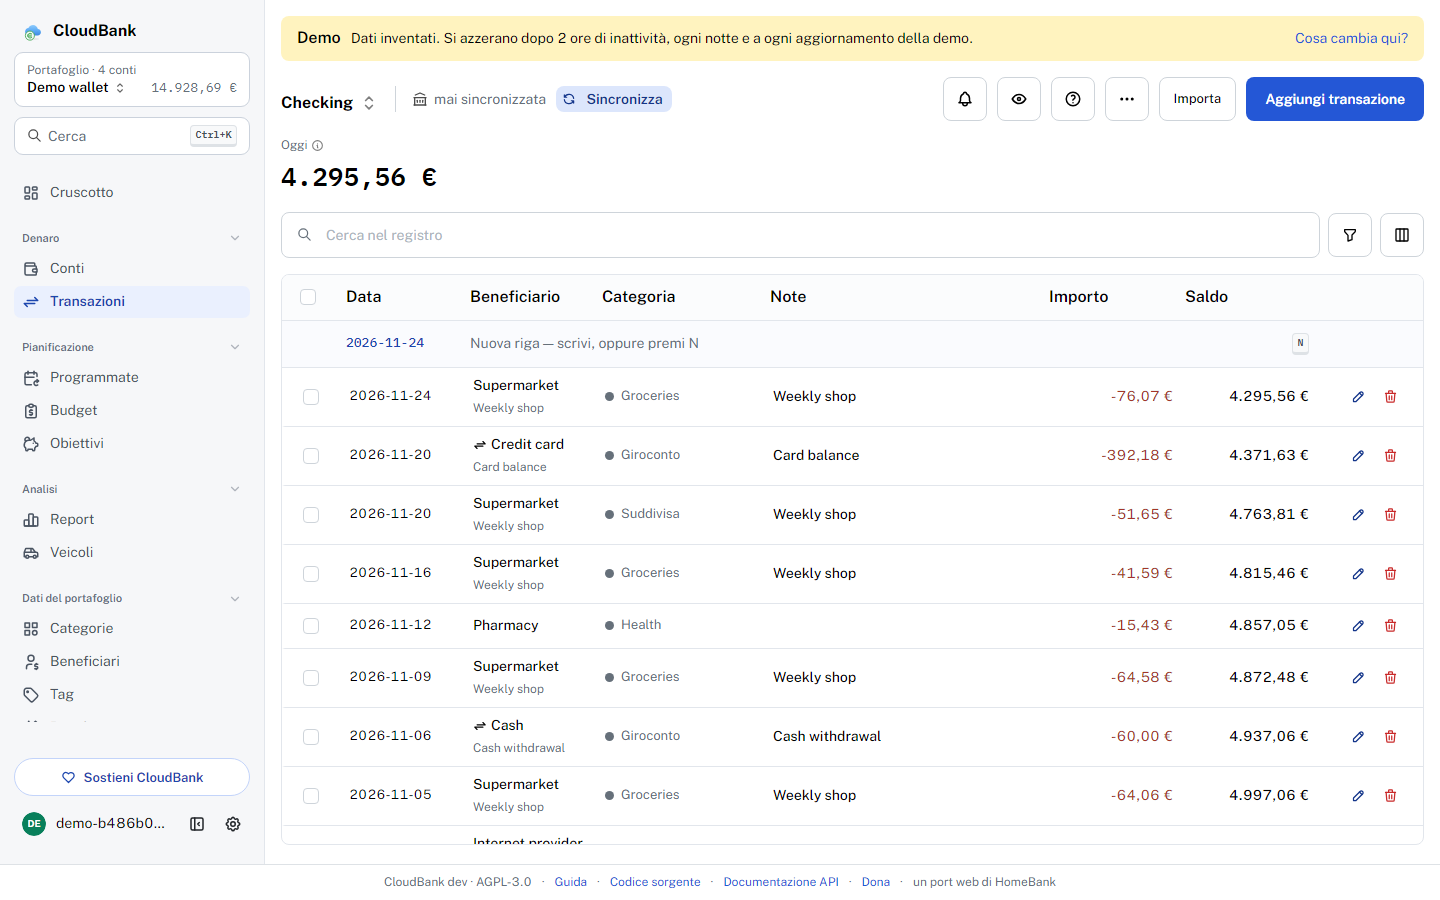 CloudBank
Portafoglio · 4 conti
Demo wallet 14.928,69 €
Cerca Ctrl+K
Cruscotto
Denaro
Conti
Transazioni
Pianificazione
Programmate
Budget
Obiettivi
Analisi
Report
Veicoli
Dati del portafoglio
Categorie
Beneficiari
Tag
Sostieni CloudBank
DE demo-b486b0...
Demo Dati inventati. Si azzerano dopo 2 ore di inattività, ogni notte e a ogni aggiornamento della demo. Cosa cambia qui?
Checking mai sincronizzata Sincronizza Importa Aggiungi transazione
Oggi
4.295,56 €
Cerca nel registro
Data Beneficiario Categoria Note Importo Saldo
2026-11-24 Nuova riga — scrivi, oppure premi N N
2026-11-24 Supermarket Groceries Weekly shop -76,07 € 4.295,56 €
Weekly shop
2026-11-20 Credit card Giroconto Card balance -392,18 € 4.371,63 €
Card balance
2026-11-20 Supermarket Suddivisa Weekly shop -51,65 € 4.763,81 €
Weekly shop
2026-11-16 Supermarket Groceries Weekly shop -41,59 € 4.815,46 €
Weekly shop
2026-11-12 Pharmacy Health -15,43 € 4.857,05 €
2026-11-09 Supermarket Groceries Weekly shop -64,58 € 4.872,48 €
Weekly shop
2026-11-06 Cash Giroconto Cash withdrawal -60,00 € 4.937,06 €
Cash withdrawal
2026-11-05 Supermarket Groceries Weekly shop -64,06 € 4.997,06 €
Weekly shop
Internet provider
CloudBank dev · AGPL-3.0 · Guida · Codice sorgente · Documentazione API · Dona · un port web di HomeBank